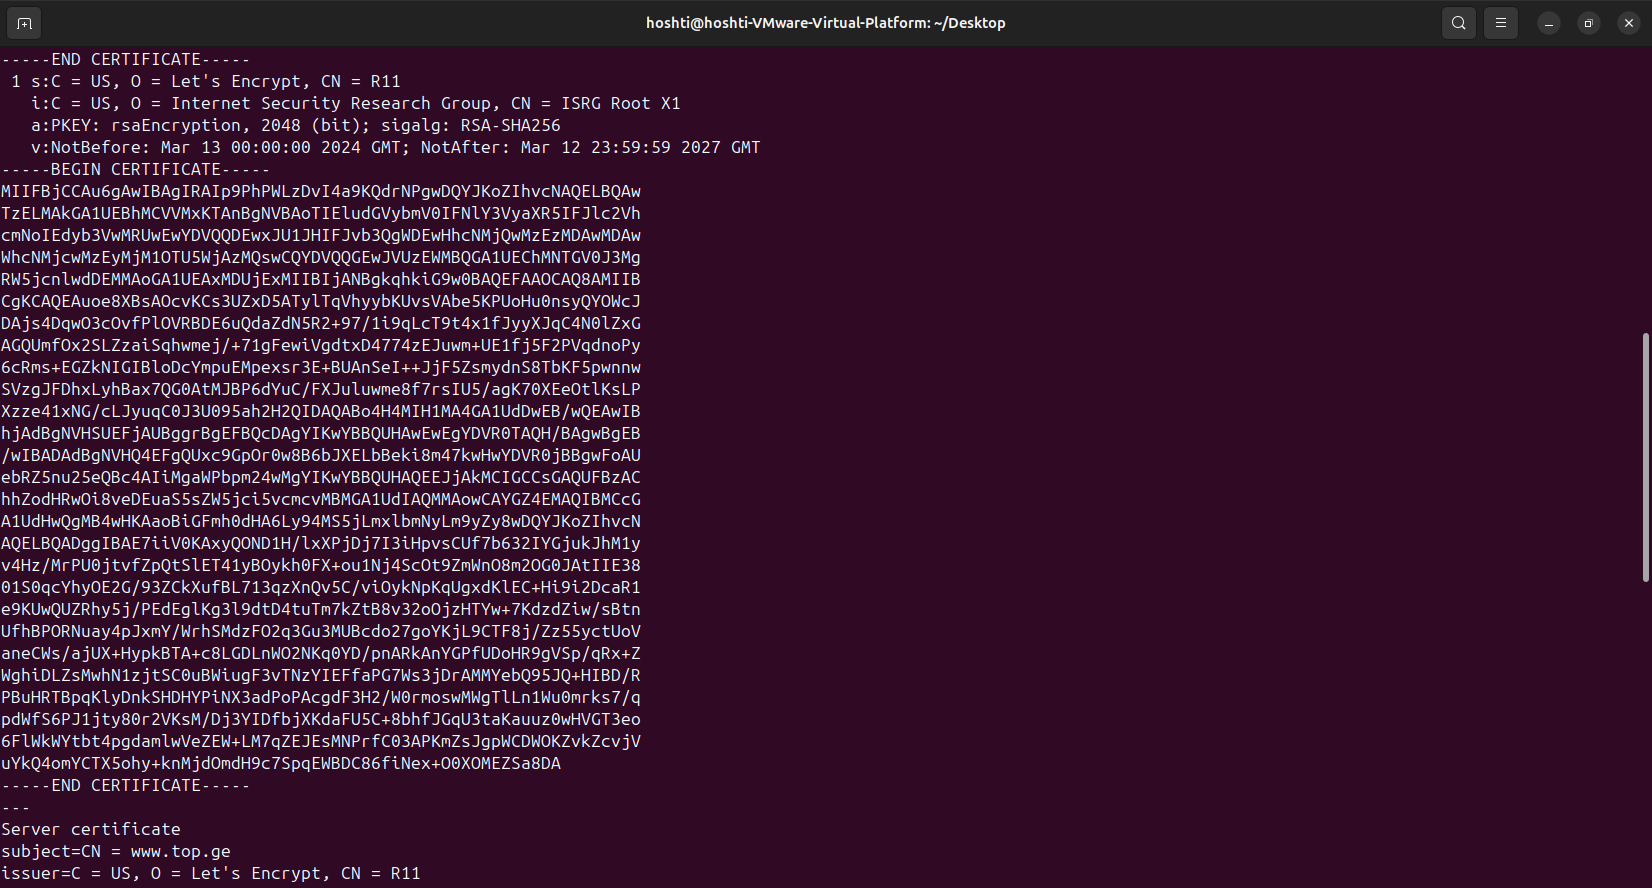 hoshti@hoshti-VMware-Virtual-Platform: ~/Desktop
-----END CERTIFICATE-----
 1 s:C = US, O = Let's Encrypt, CN = R11
   i:C = US, O = Internet Security Research Group, CN = ISRG Root X1
   a:PKEY: rsaEncryption, 2048 (bit); sigalg: RSA-SHA256
   v:NotBefore: Mar 13 00:00:00 2024 GMT; NotAfter: Mar 12 23:59:59 2027 GMT
-----BEGIN CERTIFICATE-----
MIIFBjCCAu6gAwIBAgIRAIp9PhPWLzDvI4a9KQdrNPgwDQYJKoZIhvcNAQELBQAw
TzELMAkGA1UEBhMCVVMxKTAnBgNVBAoTIEludGVybmV0IFNlY3VyaXR5IFJlc2Vh
cmNoIEdyb3VwMRUwEwYDVQQDEwxJU1JHIFJvb3QgWDEwHhcNMjQwMzEzMDAwMDAw
WhcNMjcwMzEyMjM1OTU5WjAzMQswCQYDVQQGEwJVUzEWMBQGA1UEChMNTGV0J3Mg
RW5jcnlwdDEMMAoGA1UEAxMDUjExMIIBIjANBgkqhkiG9w0BAQEFAAOCAQ8AMIIB
CgKCAQEAuoe8XBsAOcvKCs3UZxD5ATylTqVhyybKUvsVAbe5KPUoHu0nsyQYOWcJ
DAjs4DqwO3cOvfPlOVRBDE6uQdaZdN5R2+97/1i9qLcT9t4x1fJyyXJqC4N0lZxG
AGQUmfOx2SLZzaiSqhwmej/+71gFewiVgdtxD4774zEJuwm+UE1fj5F2PVqdnoPy
6cRms+EGZkNIGIBloDcYmpuEMpexsr3E+BUAnSeI++JjF5ZsmydnS8TbKF5pwnnw
SVzgJFDhxLyhBax7QG0AtMJBP6dYuC/FXJuluwme8f7rsIU5/agK70XEeOtlKsLP
Xzze41xNG/cLJyuqC0J3U095ah2H2QIDAQABo4H4MIH1MA4GA1UdDwEB/wQEAwIB
hjAdBgNVHSUEFjAUBggrBgEFBQcDAgYIKwYBBQUHAwEwEgYDVR0TAQH/BAgwBgEB
/wIBADAdBgNVHQ4EFgQUxc9GpOr0w8B6bJXELbBeki8m47kwHwYDVR0jBBgwFoAU
ebRZ5nu25eQBc4AIiMgaWPbpm24wMgYIKwYBBQUHAQEEJjAkMCIGCCsGAQUFBzAC
hhZodHRwOi8veDEuaS5sZW5jci5vcmcvMBMGA1UdIAQMMAowCAYGZ4EMAQIBMCcG
A1UdHwQgMB4wHKAaoBiGFmh0dHA6Ly94MS5jLmxlbmNyLm9yZy8wDQYJKoZIhvcN
AQELBQADggIBAE7iiV0KAxyQOND1H/lxXPjDj7I3iHpvsCUf7b632IYGjukJhM1y
v4Hz/MrPU0jtvfZpQtSlET41yBOykh0FX+ou1Nj4ScOt9ZmWnO8m2OG0JAtIIE38
01S0qcYhyOE2G/93ZCkXufBL713qzXnQv5C/viOykNpKqUgxdKlEC+Hi9i2DcaR1
e9KUwQUZRhy5j/PEdEglKg3l9dtD4tuTm7kZtB8v32oOjzHTYw+7KdzdZiw/sBtn
UfhBPORNuay4pJxmY/WrhSMdzFO2q3Gu3MUBcdo27goYKjL9CTF8j/Zz55yctUoV
aneCWs/ajUX+HypkBTA+c8LGDLnWO2NKq0YD/pnARkAnYGPfUDoHR9gVSp/qRx+Z
WghiDLZsMwhN1zjtSC0uBWiugF3vTNzYIEFfaPG7Ws3jDrAMMYebQ95JQ+HIBD/R
PBuHRTBpqKlyDnkSHDHYPiNX3adPoPAcgdF3H2/W0rmoswMWgTlLn1Wu0mrks7/q
pdWfS6PJ1jty80r2VKsM/Dj3YIDfbjXKdaFU5C+8bhfJGqU3taKauuz0wHVGT3eo
6FlWkWYtbt4pgdamlwVeZEW+LM7qZEJEsMNPrfC03APKmZsJgpWCDWOKZvkZcvjV
uYkQ4omYCTX5ohy+knMjdOmdH9c7SpqEWBDC86fiNex+O0XOMEZSa8DA
-----END CERTIFICATE-----
---
Server certificate
subject=CN = www.top.ge
issuer=C = US, O = Let's Encrypt, CN = R11